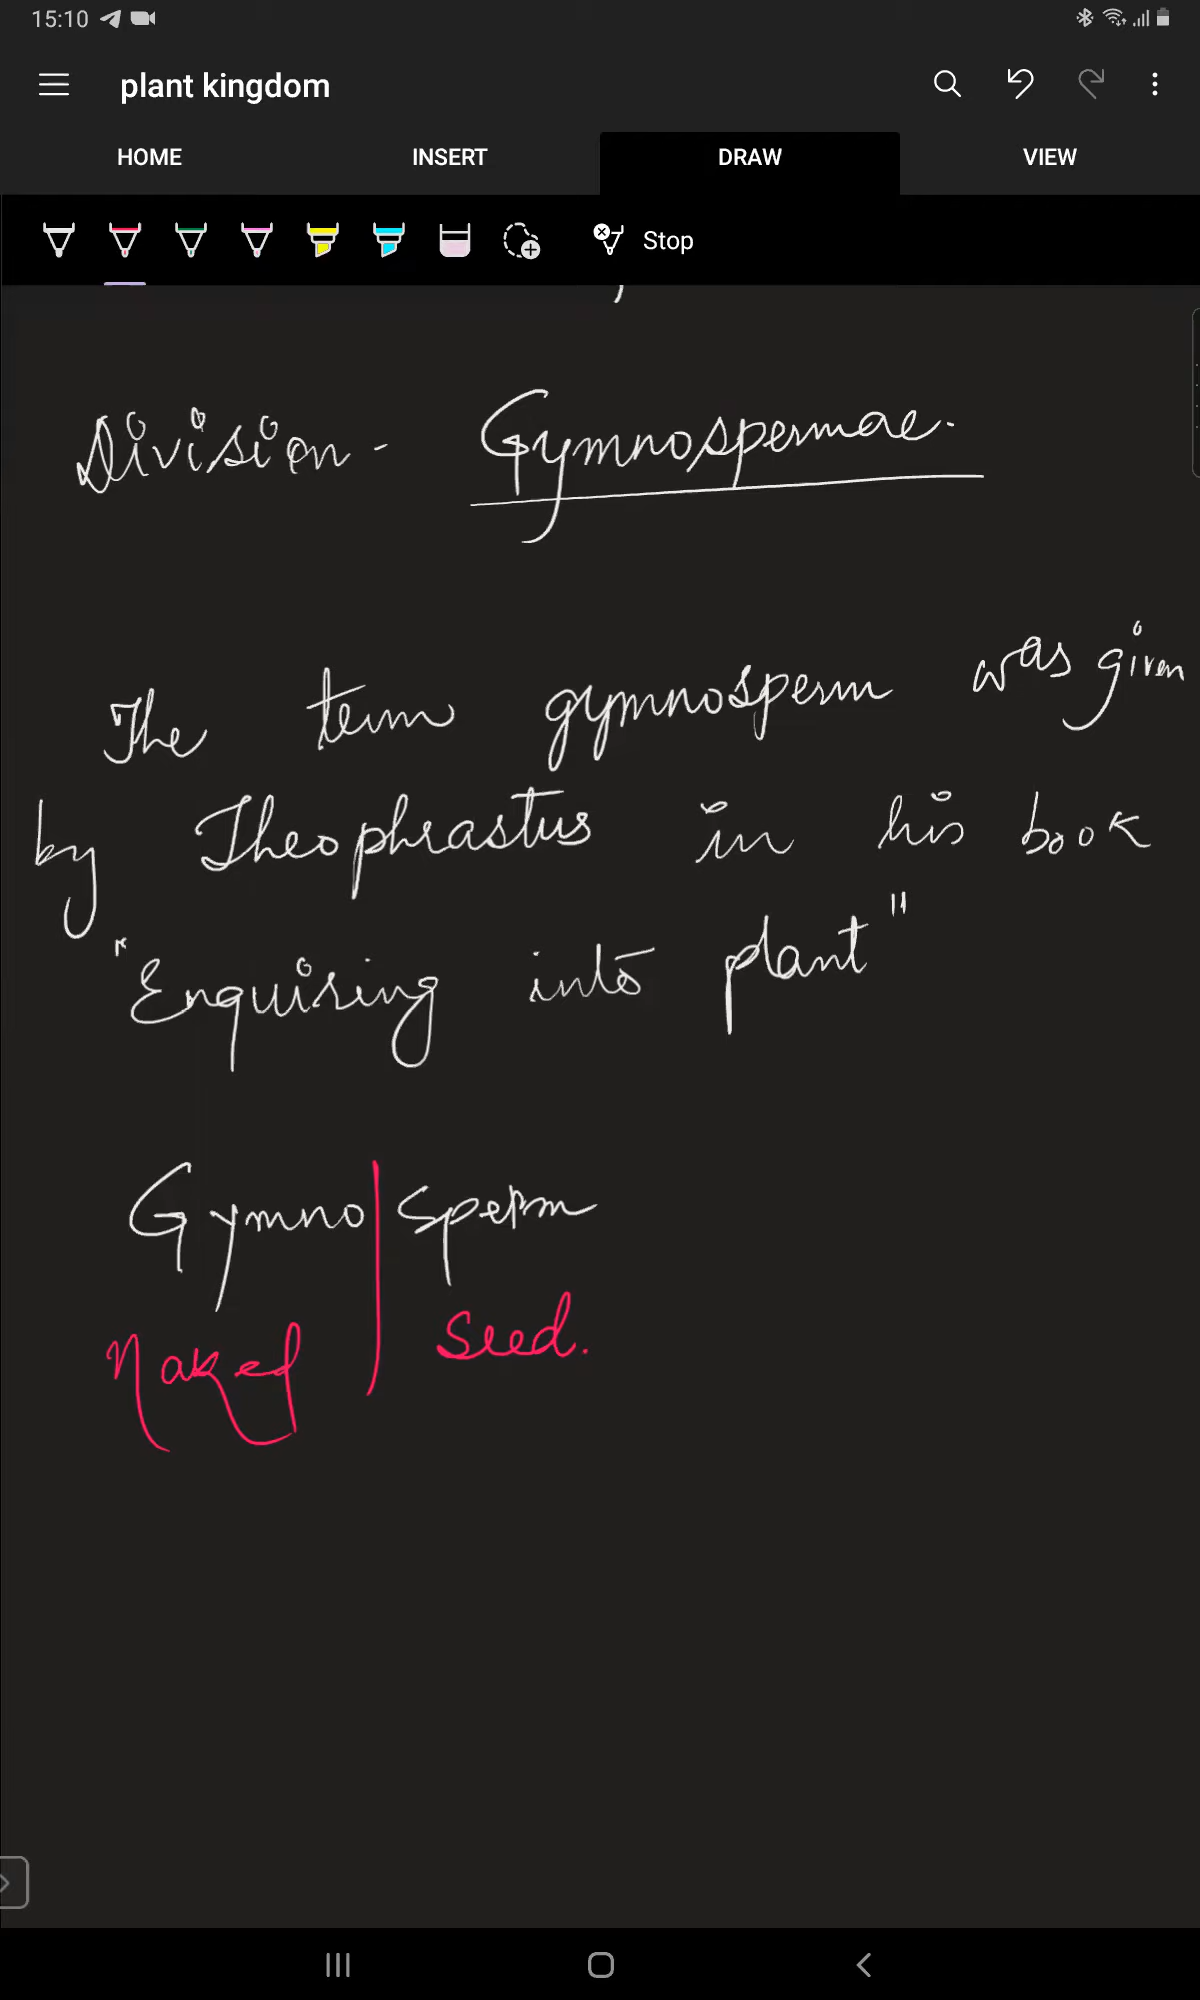 15:10
plant kingdom
HOME INSERT DRAW VIEW
Stop
Division - Gymnospermae.
The term gymnosperm was given
by Theophrastus in his book
"Enquiring into plant"
Gymno | Sperm
Naked Seed.